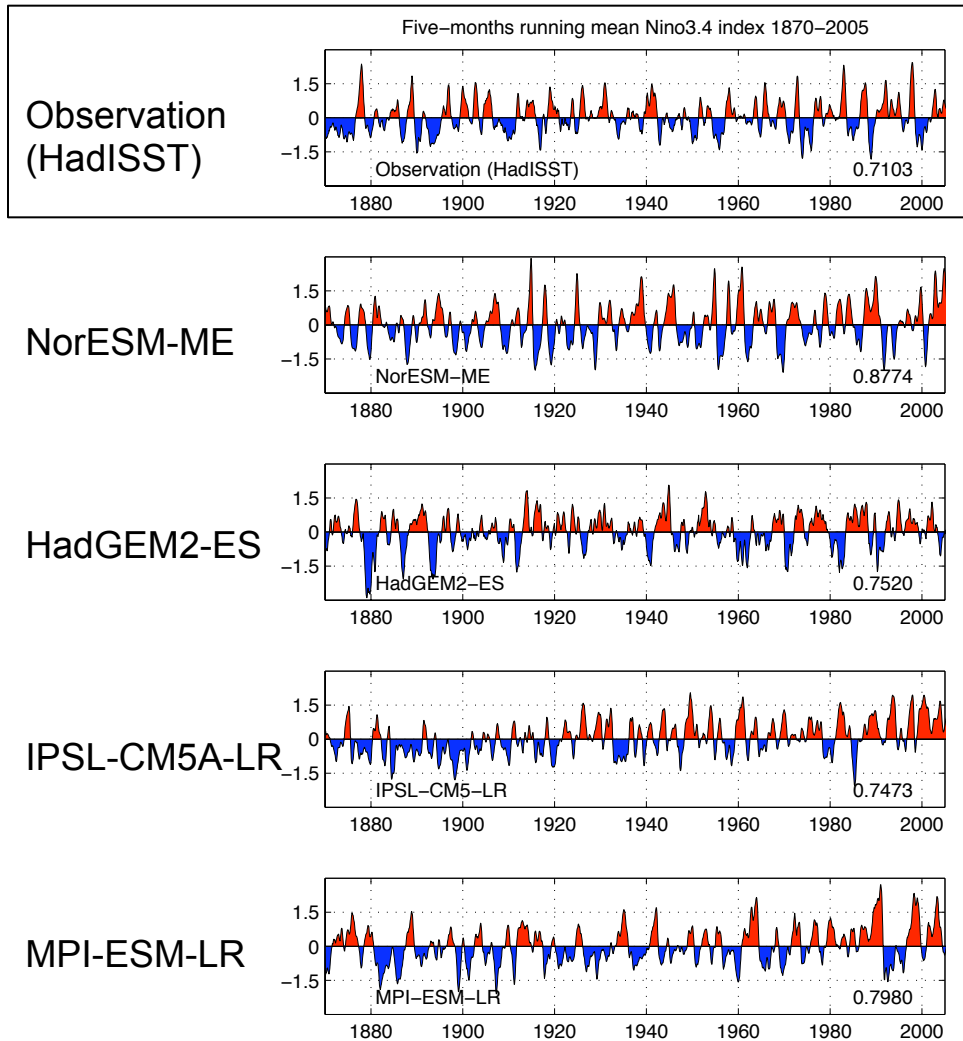 Five-months running mean Nino3.4 index 1870-2005
Observation
(HadISST)
1.5
0
-1.5
Observation (HadISST)
0.7103
1880 1900 1920 1940 1960 1980 2000
NorESM-ME
1.5
0
-1.5
NorESM-ME
0.8774
1880 1900 1920 1940 1960 1980 2000
HadGEM2-ES
1.5
0
-1.5
HadGEM2-ES
0.7520
1880 1900 1920 1940 1960 1980 2000
IPSL-CM5A-LR
1.5
0
-1.5
IPSL-CM5-LR
0.7473
1880 1900 1920 1940 1960 1980 2000
MPI-ESM-LR
1.5
0
-1.5
MPI-ESM-LR
0.7980
1880 1900 1920 1940 1960 1980 2000